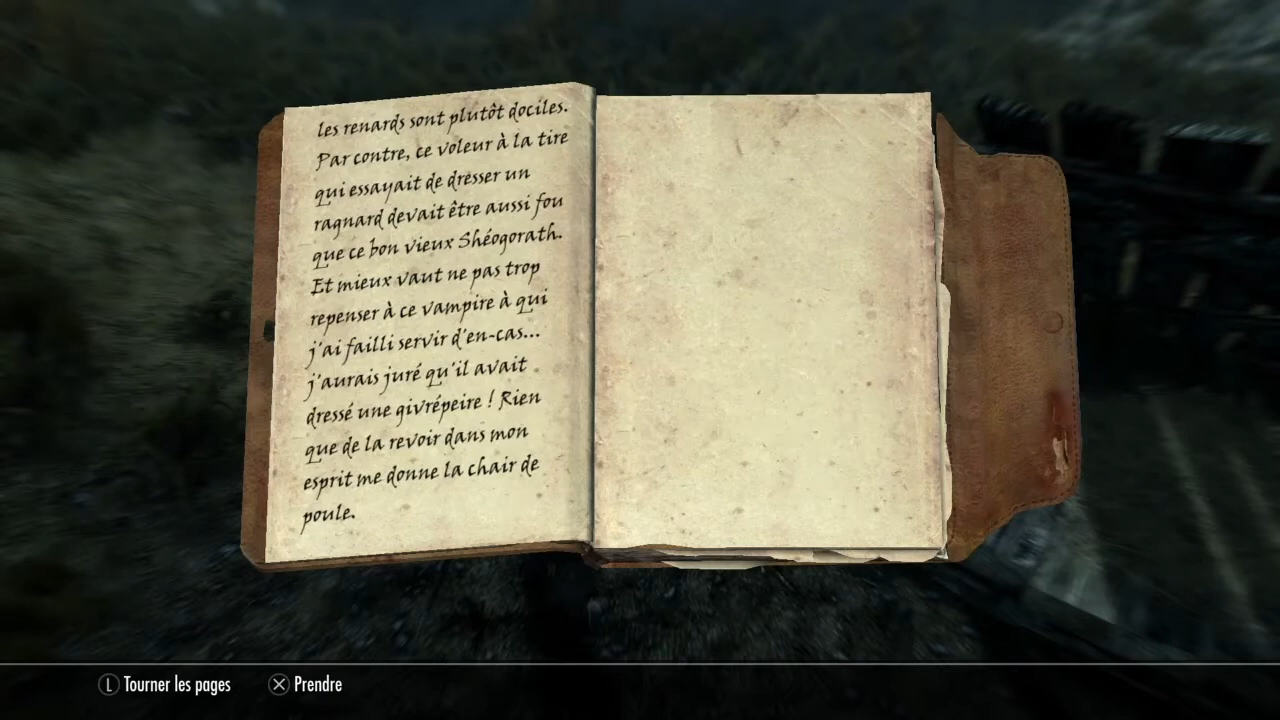 les renards sont plutôt dociles.
Par contre, ce voleur à la tire
qui essayait de dresser un
ragnard devait être aussi fou
que ce bon vieux Shéogorath.
Et mieux vaut ne pas trop
repenser à ce vampire à qui
j'ai failli servir d'en-cas...
j'aurais juré qu'il avait
dressé une givrépeire ! Rien
que de la revoir dans mon
esprit me donne la chair de
poule.
L Tourner les pages
X Prendre